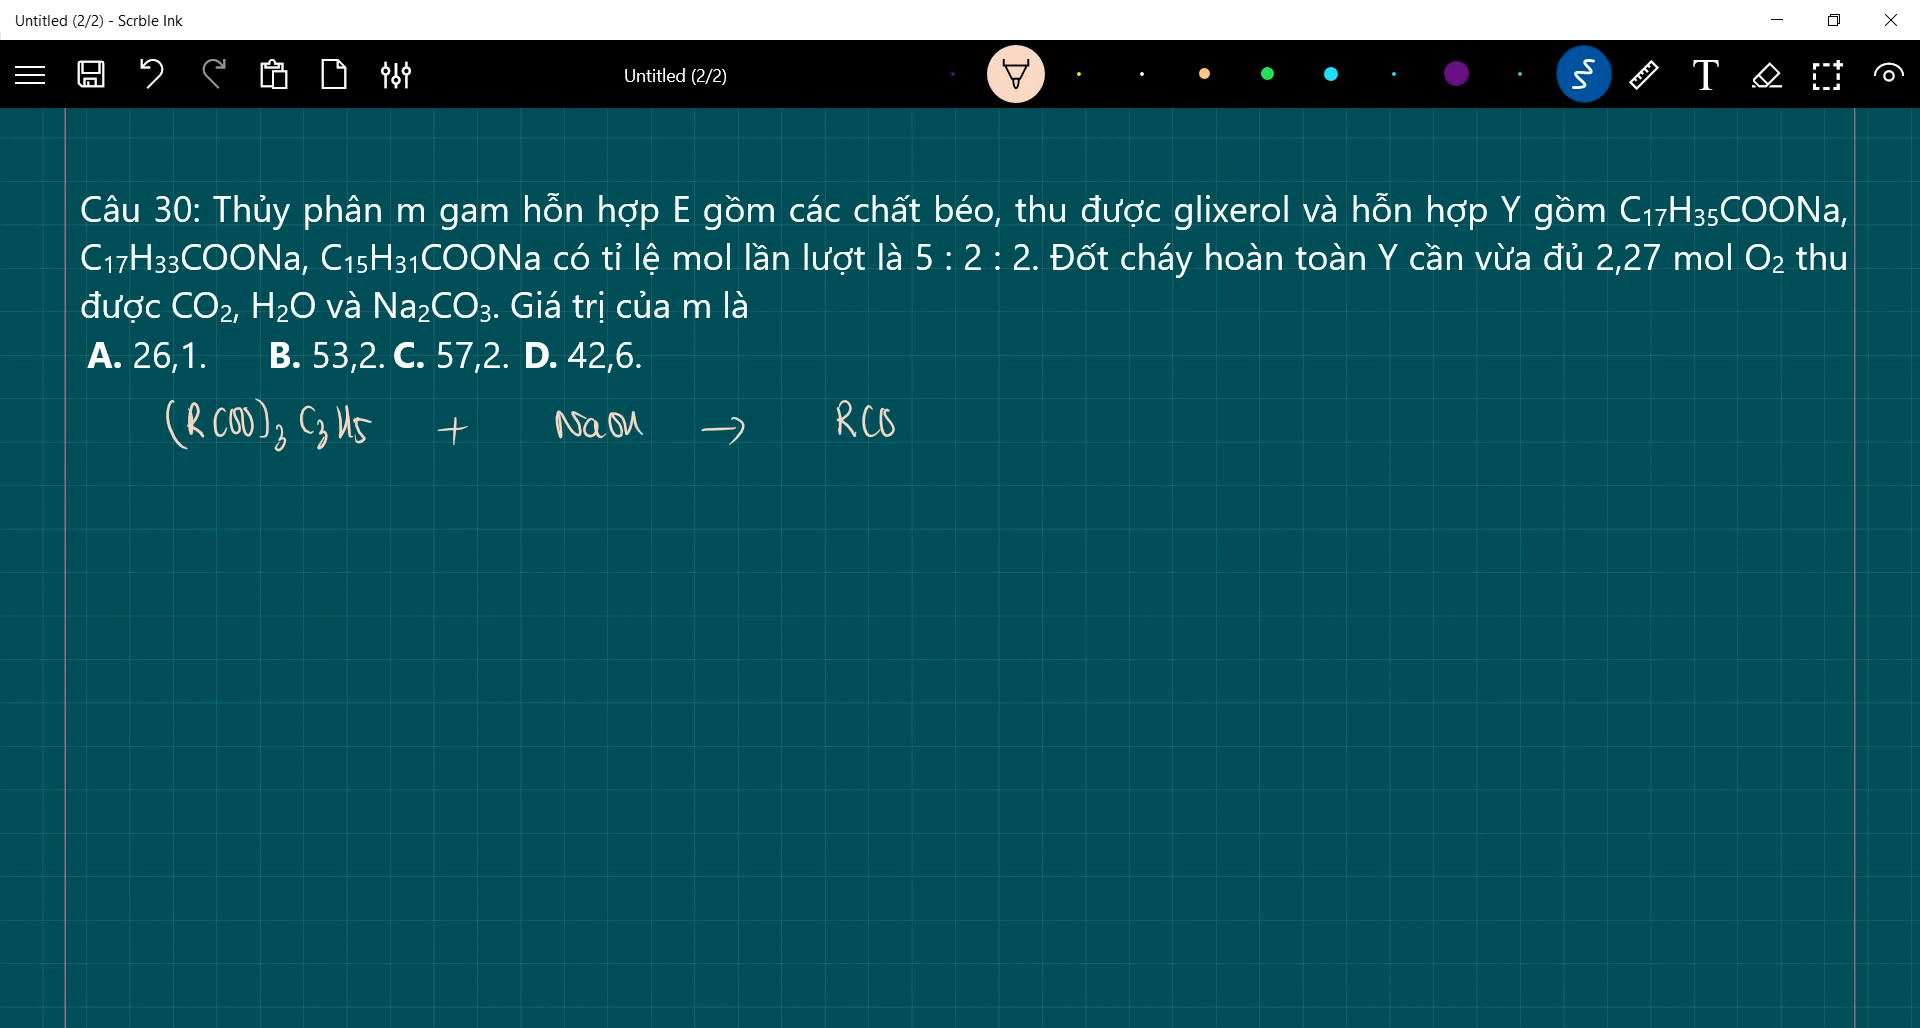 Untitled (2/2) - Scrble Ink
Untitled (2/2)
T
Câu 30: Thủy phân m gam hỗn hợp E gồm các chất béo, thu được glixerol và hỗn hợp Y gồm C₁₇H₃₅COONa,
C₁₇H₃₃COONa, C₁₅H₃₁COONa có tỉ lệ mol lần lượt là 5 : 2 : 2. Đốt cháy hoàn toàn Y cần vừa đủ 2,27 mol O₂ thu
được CO₂, H₂O và Na₂CO₃. Giá trị của m là
A. 26,1. B. 53,2. C. 57,2. D. 42,6.
(RCOO)₃C₃H₅ + NaOH → RCO